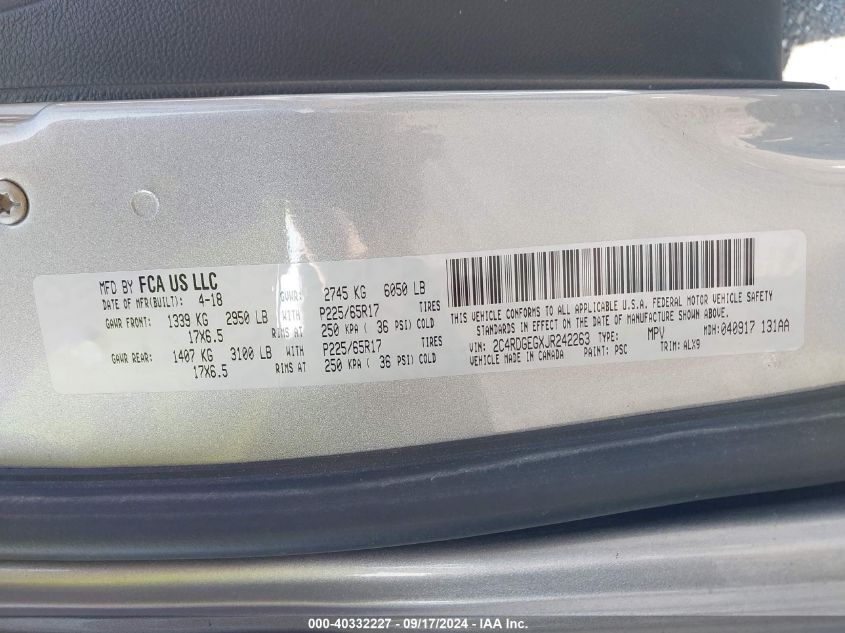 MFD BY FCA US LLC
DATE OF MFR(BUILT): 4-18 GVWR: 2745 KG 6050 LB
GAWR FRONT: 1339 KG 2950 LB WITH P225/65R17 TIRES
17X6.5 RIMS AT 250 KPA ( 36 PSI) COLD
GAWR REAR: 1407 KG 3100 LB WITH P225/65R17 TIRES
17X6.5 RIMS AT 250 KPA ( 36 PSI) COLD
THIS VEHICLE CONFORMS TO ALL APPLICABLE U.S.A. FEDERAL MOTOR VEHICLE SAFETY
STANDARDS IN EFFECT ON THE DATE OF MANUFACTURE SHOWN ABOVE.
VIN: 2C4RDGEGXJR242263 TYPE: MPV MDH: 040917 131AA
VEHICLE MADE IN CANADA PAINT: PSC TRIM: ALX9
000-40332227 - 09/17/2024 - IAA Inc.